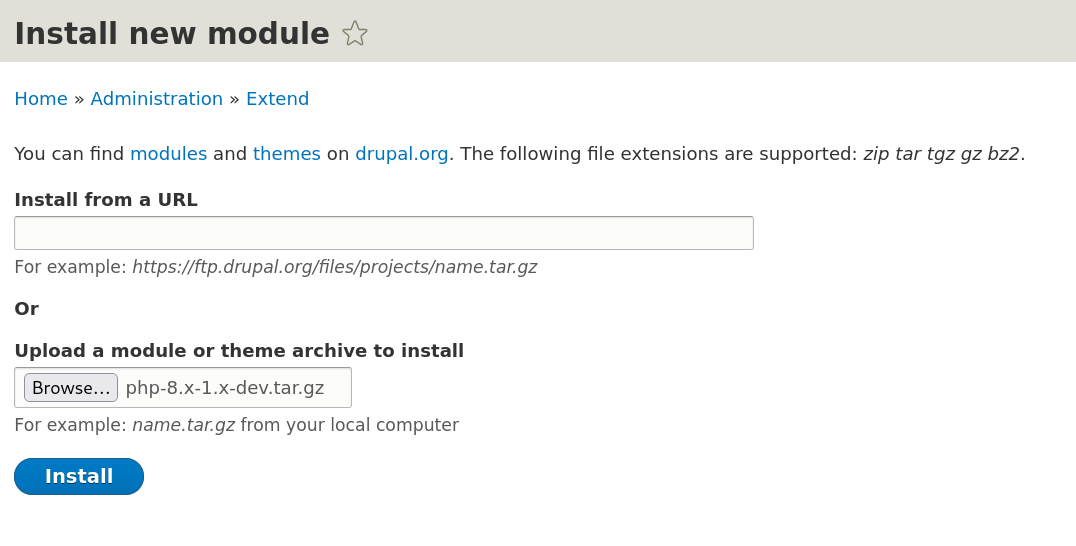 Install new module
Home » Administration » Extend
You can find modules and themes on drupal.org. The following file extensions are supported: zip tar tgz gz bz2.
Install from a URL
For example: https://ftp.drupal.org/files/projects/name.tar.gz
Or
Upload a module or theme archive to install
Browse... php-8.x-1.x-dev.tar.gz
For example: name.tar.gz from your local computer
Install